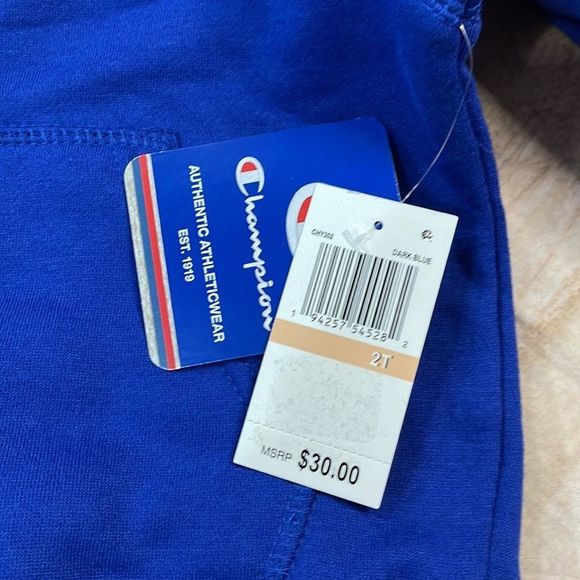 Champion
AUTHENTIC ATHLETICWEAR
EST. 1919
CHY302
DARK BLUE
1 94257 54528 2
2T
MSRP $30.00